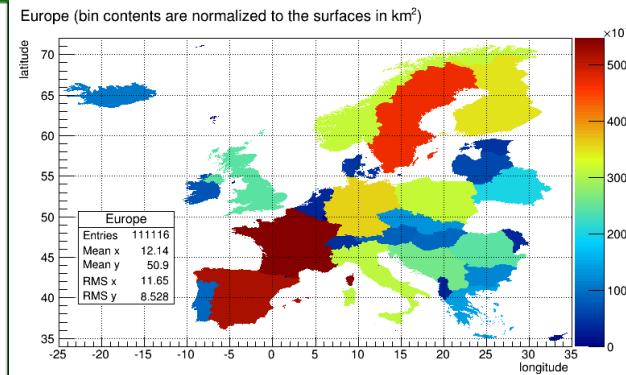 Europe (bin contents are normalized to the surfaces in km²)
latitude
×10
70
65
60
55
50
45
40
35
500
400
300
200
100
0
Europe
Entries 111116
Mean x 12.14
Mean y 50.9
RMS x 11.65
RMS y 8.528
-25 -20 -15 -10 -5 0 5 10 15 20 25 30 35
longitude